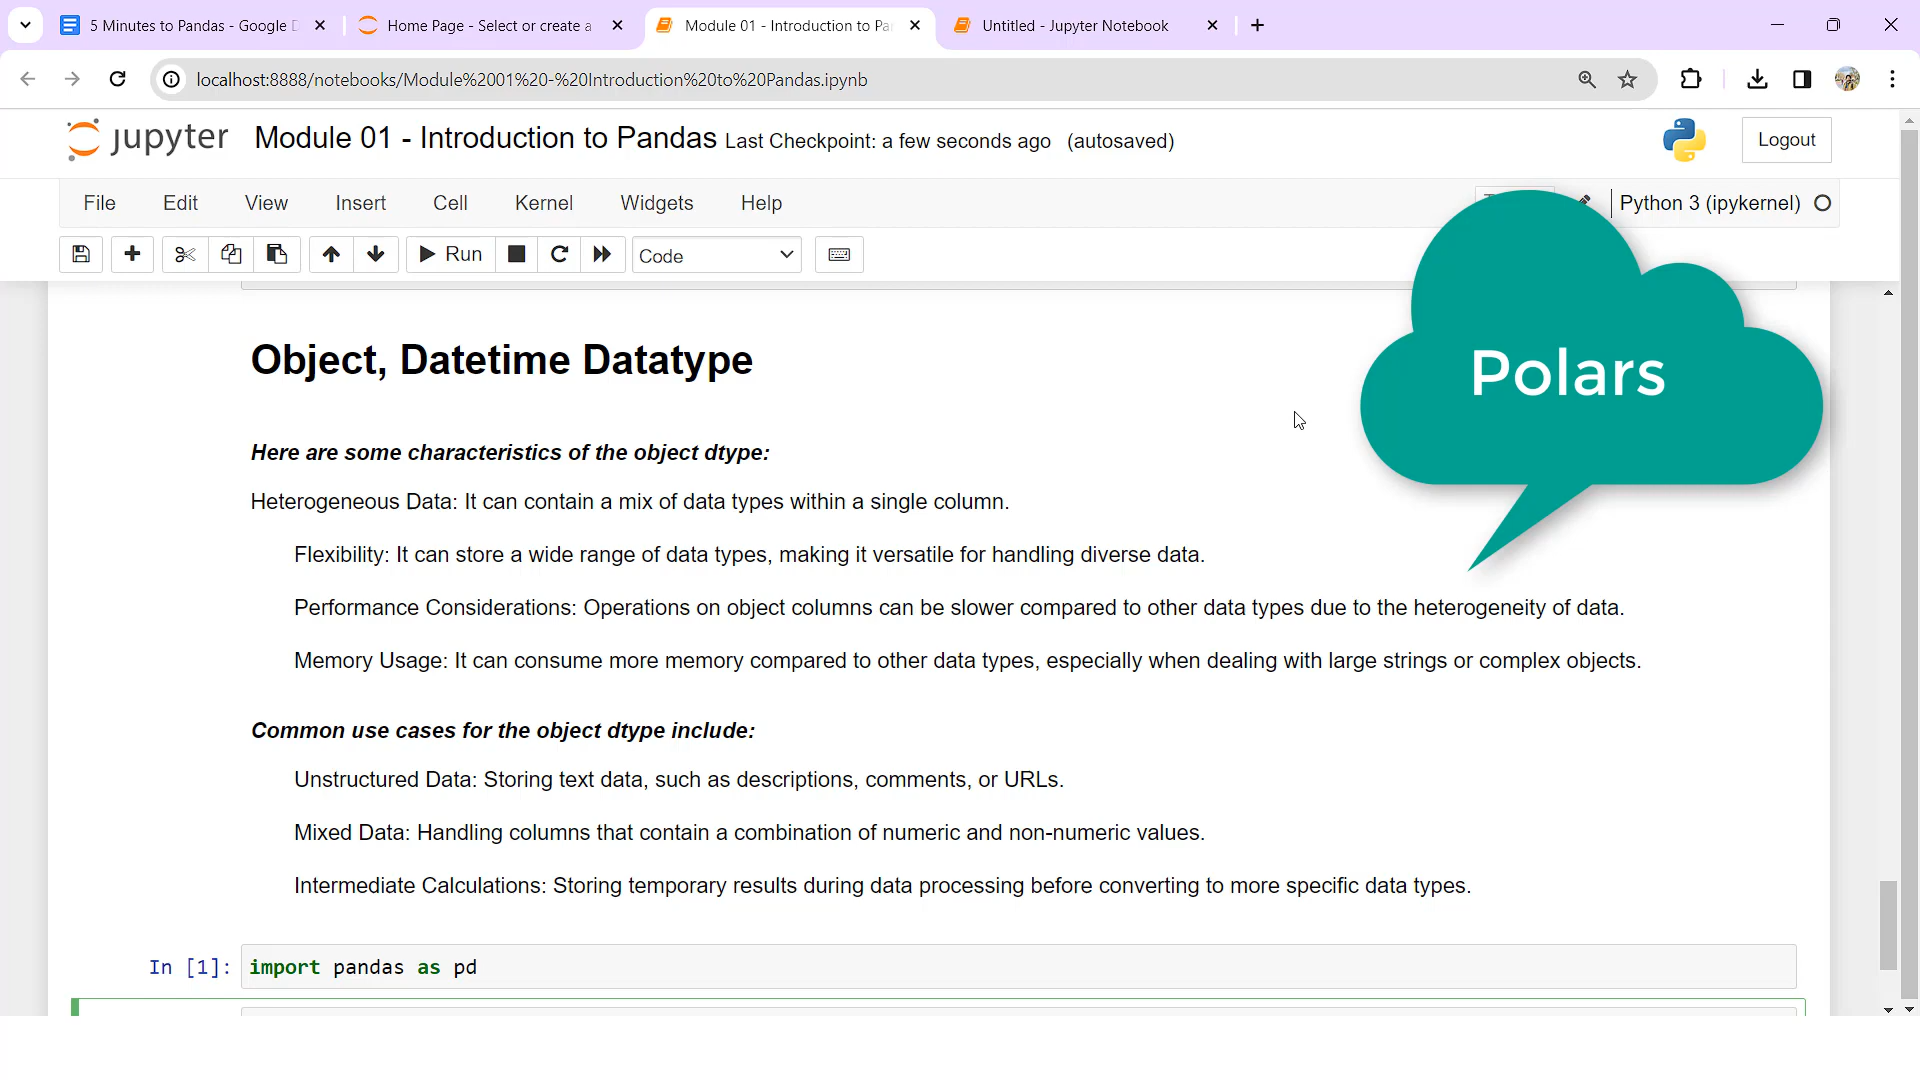 5 Minutes to Pandas - Google D
Home Page - Select or create a
Module 01 - Introduction to Pa
Untitled - Jupyter Notebook
localhost:8888/notebooks/Module%2001%20-%20Introduction%20to%20Pandas.ipynb
jupyter Module 01 - Introduction to Pandas Last Checkpoint: a few seconds ago (autosaved)
Logout
File Edit View Insert Cell Kernel Widgets Help
Python 3 (ipykernel)
Run
Code
Polars
Object, Datetime Datatype
Here are some characteristics of the object dtype:
Heterogeneous Data: It can contain a mix of data types within a single column.
Flexibility: It can store a wide range of data types, making it versatile for handling diverse data.
Performance Considerations: Operations on object columns can be slower compared to other data types due to the heterogeneity of data.
Memory Usage: It can consume more memory compared to other data types, especially when dealing with large strings or complex objects.
Common use cases for the object dtype include:
Unstructured Data: Storing text data, such as descriptions, comments, or URLs.
Mixed Data: Handling columns that contain a combination of numeric and non-numeric values.
Intermediate Calculations: Storing temporary results during data processing before converting to more specific data types.
In [1]: import pandas as pd